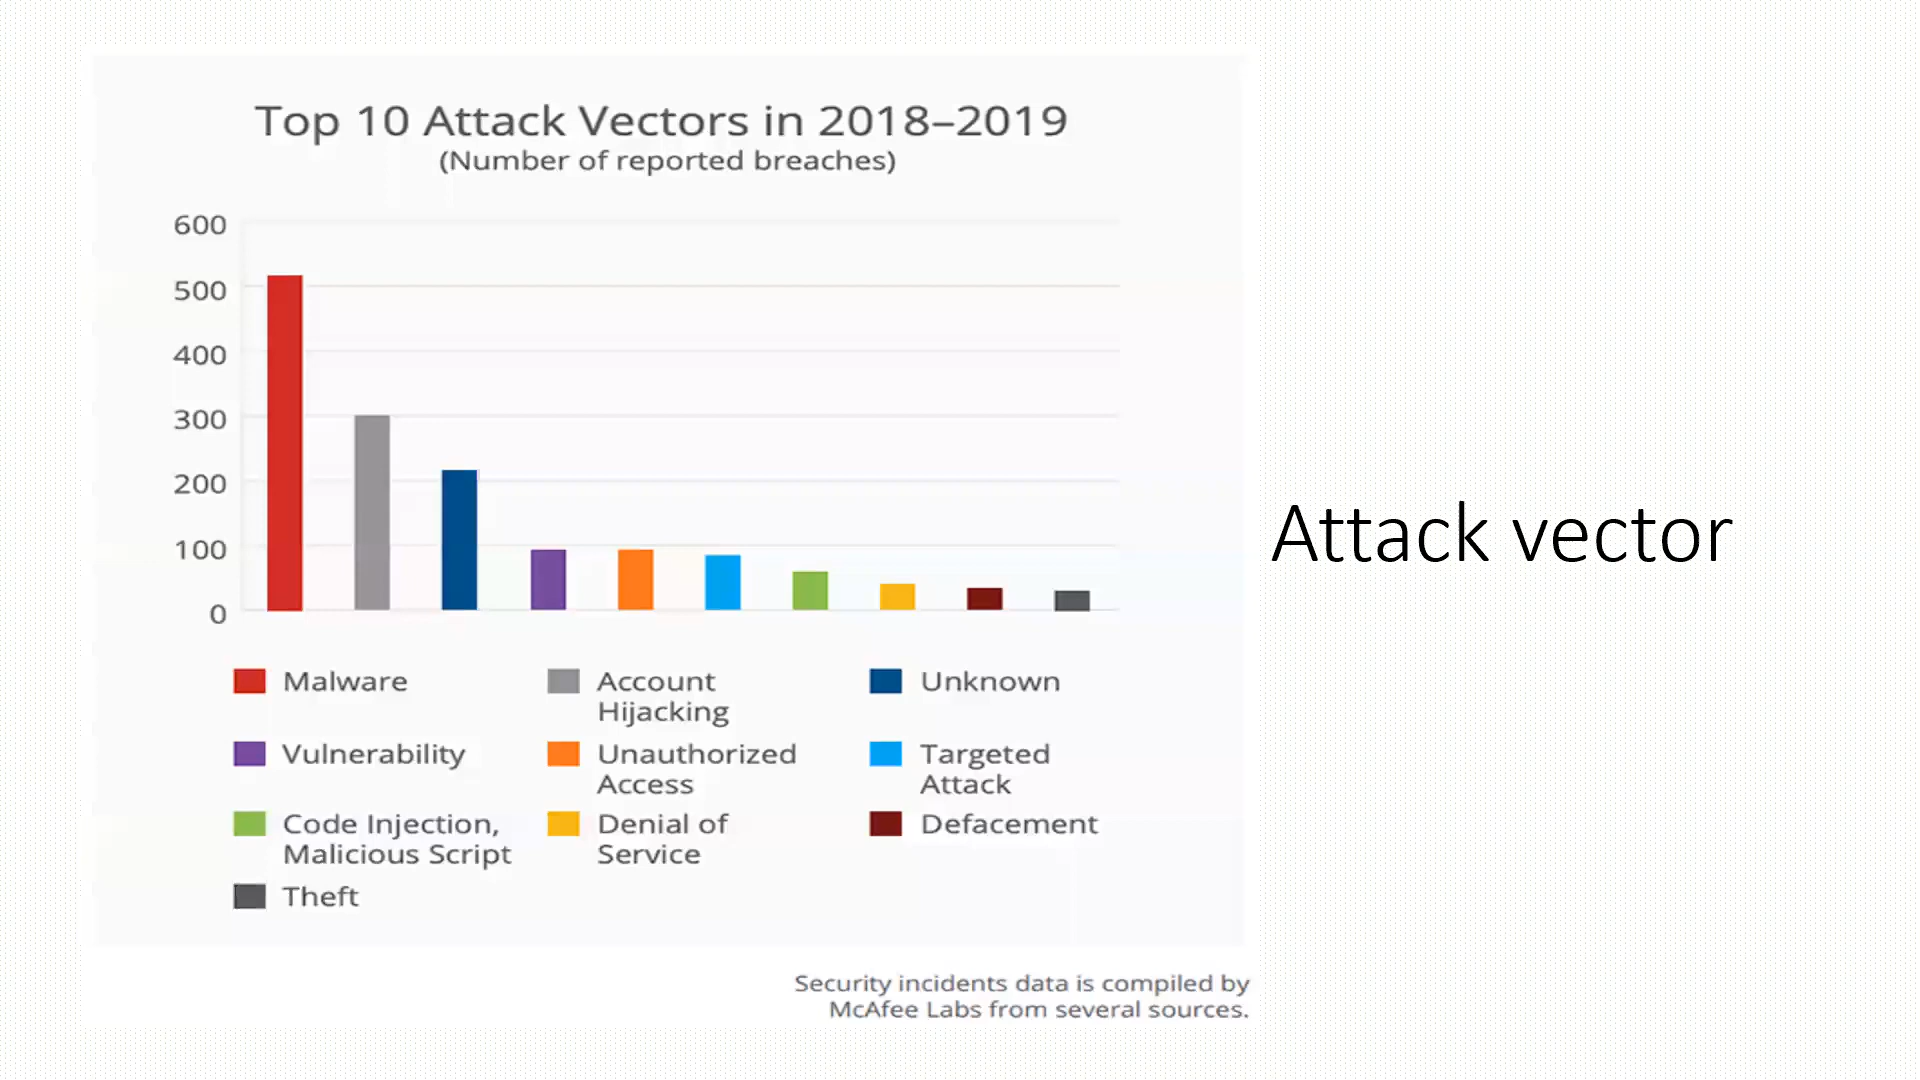 Top 10 Attack Vectors in 2018–2019
(Number of reported breaches)
600
500
400
300
200
100
0
Malware
Account
Hijacking
Unknown
Vulnerability
Unauthorized
Access
Targeted
Attack
Code Injection,
Malicious Script
Denial of
Service
Defacement
Theft
Security incidents data is compiled by
McAfee Labs from several sources.
Attack vector